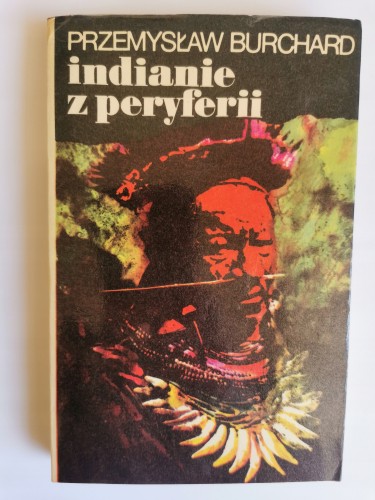 PRZEMYSŁAW BURCHARD
indianie
z peryferii